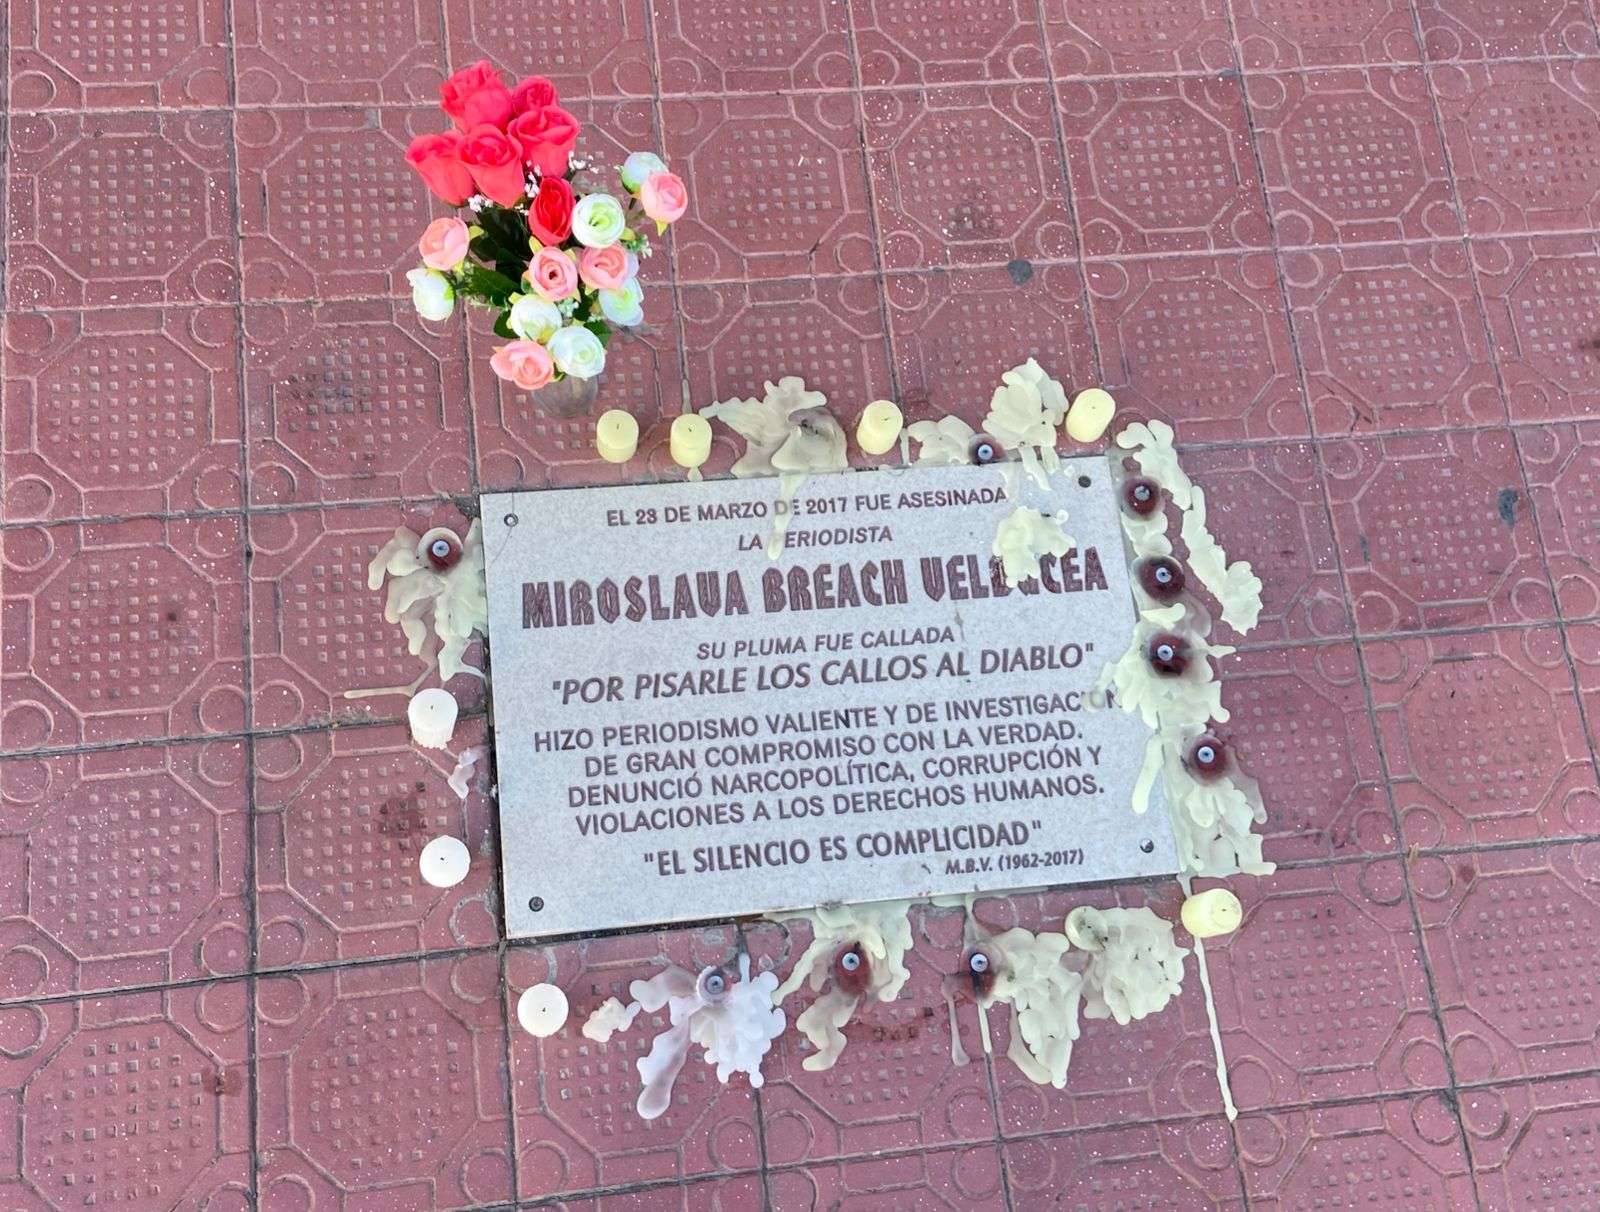 EL 23 DE MARZO DE 2017 FUE ASESINADA
LA PERIODISTA
MIROSLAVA BREACH VELDUCEA
SU PLUMA FUE CALLADA
"POR PISARLE LOS CALLOS AL DIABLO"
HIZO PERIODISMO VALIENTE Y DE INVESTIGACIÓN
DE GRAN COMPROMISO CON LA VERDAD.
DENUNCIÓ NARCOPOLÍTICA, CORRUPCIÓN Y
VIOLACIONES A LOS DERECHOS HUMANOS.
"EL SILENCIO ES COMPLICIDAD"
M.B.V. (1962-2017)